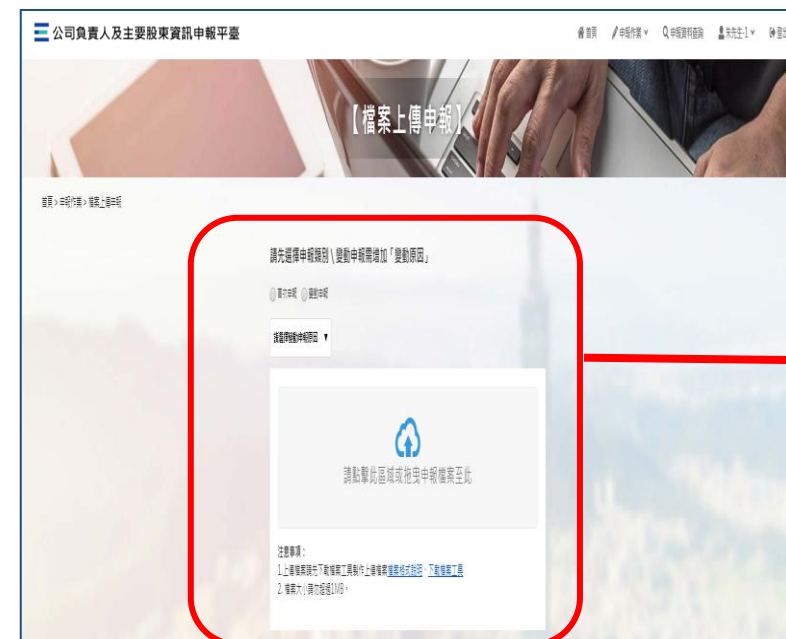 公司負責人及主要股東資訊申報平臺
首頁 申報作業 申報資料查詢 朱先生-1 登出
【檔案上傳申報】
首頁 > 申報作業 > 檔案上傳申報
請先選擇申報類別 \ 變動申報需增加「變動原因」
首次申報 變動申報
請選擇變動申報原因
請點擊此區域或拖曳申報檔案至此
注意事項：
1.上傳檔案請先下載檔案工具製作上傳檔案檔案格式說明、下載檔案工具
2. 檔案大小請勿超過1MB。